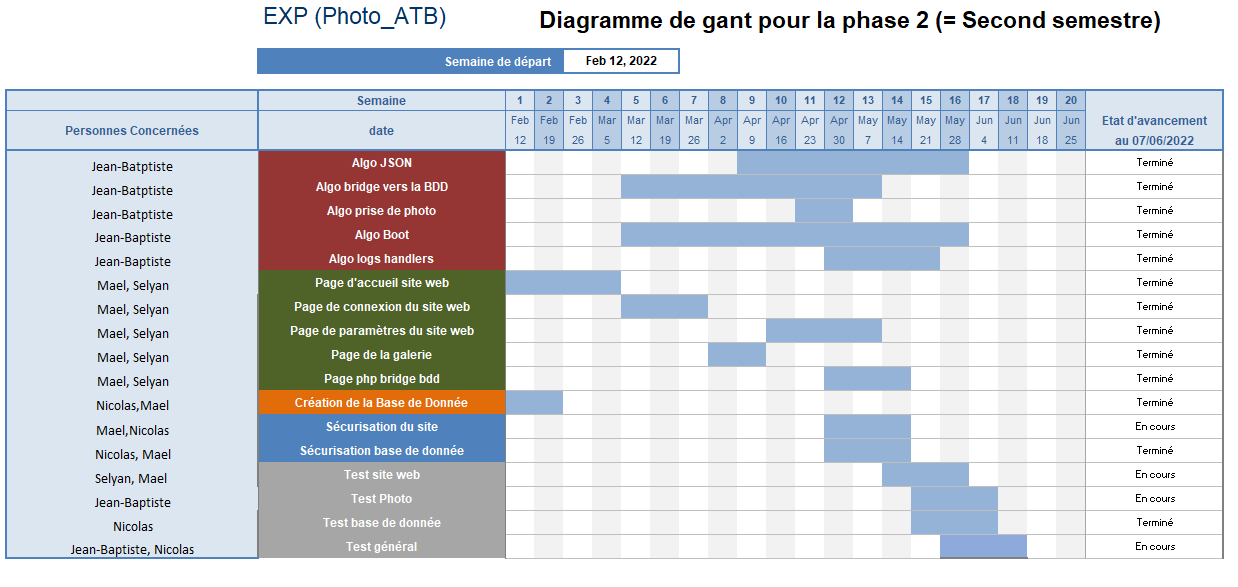 EXP (Photo_ATB)
Diagramme de gant pour la phase 2 (= Second semestre)
Semaine de départ Feb 12, 2022
Semaine 1 2 3 4 5 6 7 8 9 10 11 12 13 14 15 16 17 18 19 20
Personnes Concernées date Feb Feb Feb Mar Mar Mar Mar Apr Apr Apr Apr Apr May May May May Jun Jun Jun Jun Etat d'avancement
12 19 26 5 12 19 26 2 9 16 23 30 7 14 21 28 4 11 18 25 au 07/06/2022
Jean-Batptiste Algo JSON Terminé
Jean-Batptiste Algo bridge vers la BDD Terminé
Jean-Batptiste Algo prise de photo Terminé
Jean-Baptiste Algo Boot Terminé
Jean-Baptiste Algo logs handlers Terminé
Mael, Selyan Page d'accueil site web Terminé
Mael, Selyan Page de connexion du site web Terminé
Mael, Selyan Page de paramètres du site web Terminé
Mael, Selyan Page de la galerie Terminé
Mael, Selyan Page php bridge bdd Terminé
Nicolas,Mael Création de la Base de Donnée Terminé
Mael,Nicolas Sécurisation du site En cours
Nicolas, Mael Sécurisation base de donnée Terminé
Selyan, Mael Test site web En cours
Jean-Baptiste Test Photo En cours
Nicolas Test base de donnée Terminé
Jean-Baptiste, Nicolas Test général En cours